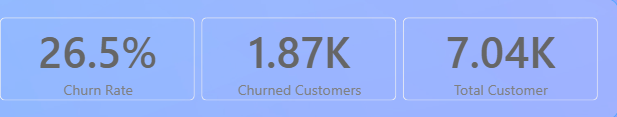 26.5%
Churn Rate
1.87K
Churned Customers
7.04K
Total Customer